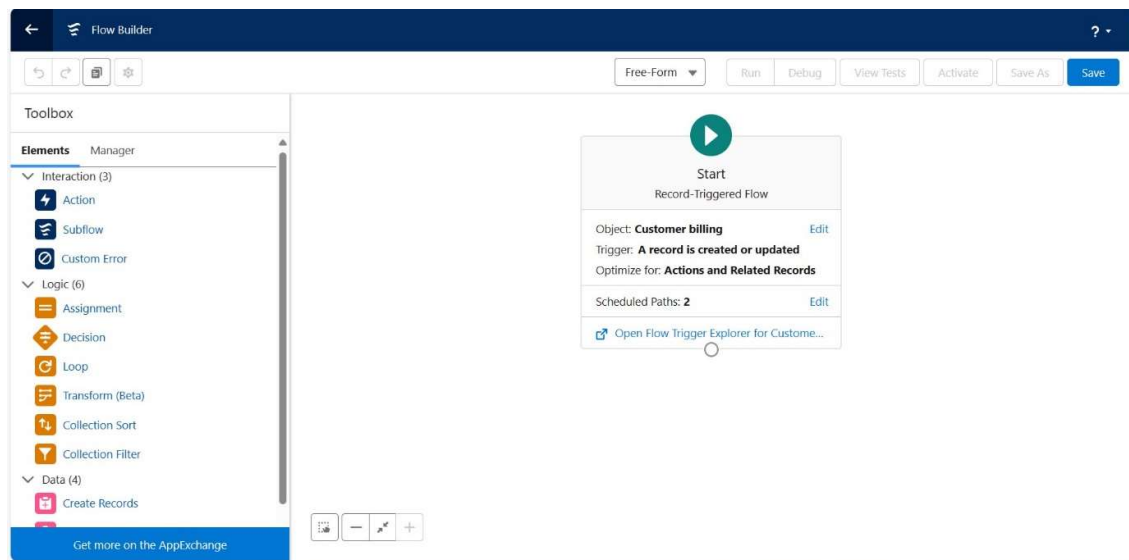 Flow Builder
?
Free-Form
Run
Debug
View Tests
Activate
Save As
Save
Toolbox
Elements Manager
Interaction (3)
Action
Subflow
Custom Error
Logic (6)
Assignment
Decision
Loop
Transform (Beta)
Collection Sort
Collection Filter
Data (4)
Create Records
Get more on the AppExchange
Start
Record-Triggered Flow
Object: Customer billing Edit
Trigger: A record is created or updated
Optimize for: Actions and Related Records
Scheduled Paths: 2 Edit
Open Flow Trigger Explorer for Custome...